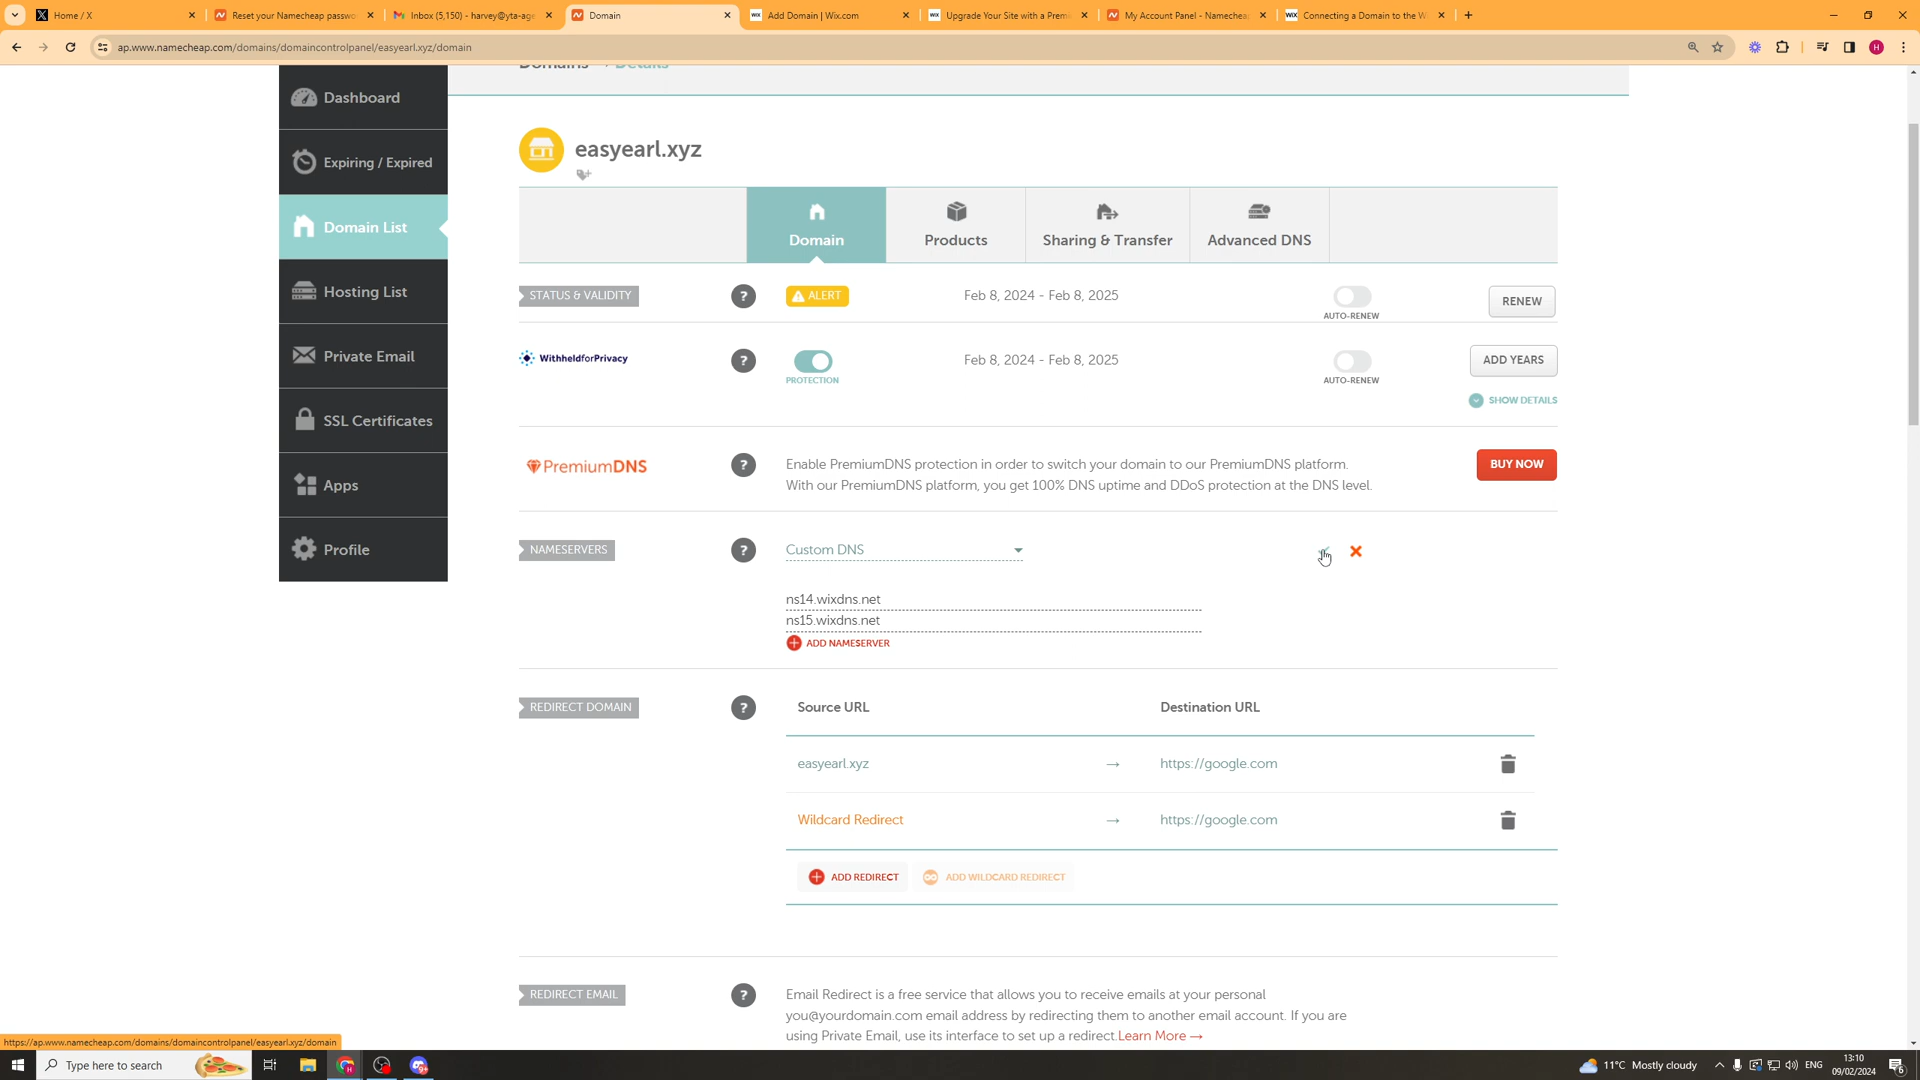 Home / X
Reset your Namecheap passwo
Inbox (5,150) - harvey@yta-age
Domain
Add Domain | Wix.com
Upgrade Your Site with a Premi
My Account Panel - Namecheap
Connecting a Domain to the W
ap.www.namecheap.com/domains/domaincontrolpanel/easyearl.xyz/domain
Domains → Details
Dashboard
Expiring / Expired
Domain List
Hosting List
Private Email
SSL Certificates
Apps
Profile
easyearl.xyz
Domain
Products
Sharing & Transfer
Advanced DNS
STATUS & VALIDITY
?
ALERT
Feb 8, 2024 - Feb 8, 2025
AUTO-RENEW
RENEW
WithheldforPrivacy
?
PROTECTION
Feb 8, 2024 - Feb 8, 2025
AUTO-RENEW
ADD YEARS
SHOW DETAILS
PremiumDNS
?
Enable PremiumDNS protection in order to switch your domain to our PremiumDNS platform.
With our PremiumDNS platform, you get 100% DNS uptime and DDoS protection at the DNS level.
BUY NOW
NAMESERVERS
?
Custom DNS
ns14.wixdns.net
ns15.wixdns.net
ADD NAMESERVER
REDIRECT DOMAIN
?
Source URL
Destination URL
easyearl.xyz → https://google.com
Wildcard Redirect → https://google.com
ADD REDIRECT
ADD WILDCARD REDIRECT
REDIRECT EMAIL
?
Email Redirect is a free service that allows you to receive emails at your personal
you@yourdomain.com email address by redirecting them to another email account. If you are
using Private Email, use its interface to set up a redirect.Learn More →
https://ap.www.namecheap.com/domains/domaincontrolpanel/easyearl.xyz/domain
Type here to search
11°C Mostly cloudy
ENG
13:10
09/02/2024